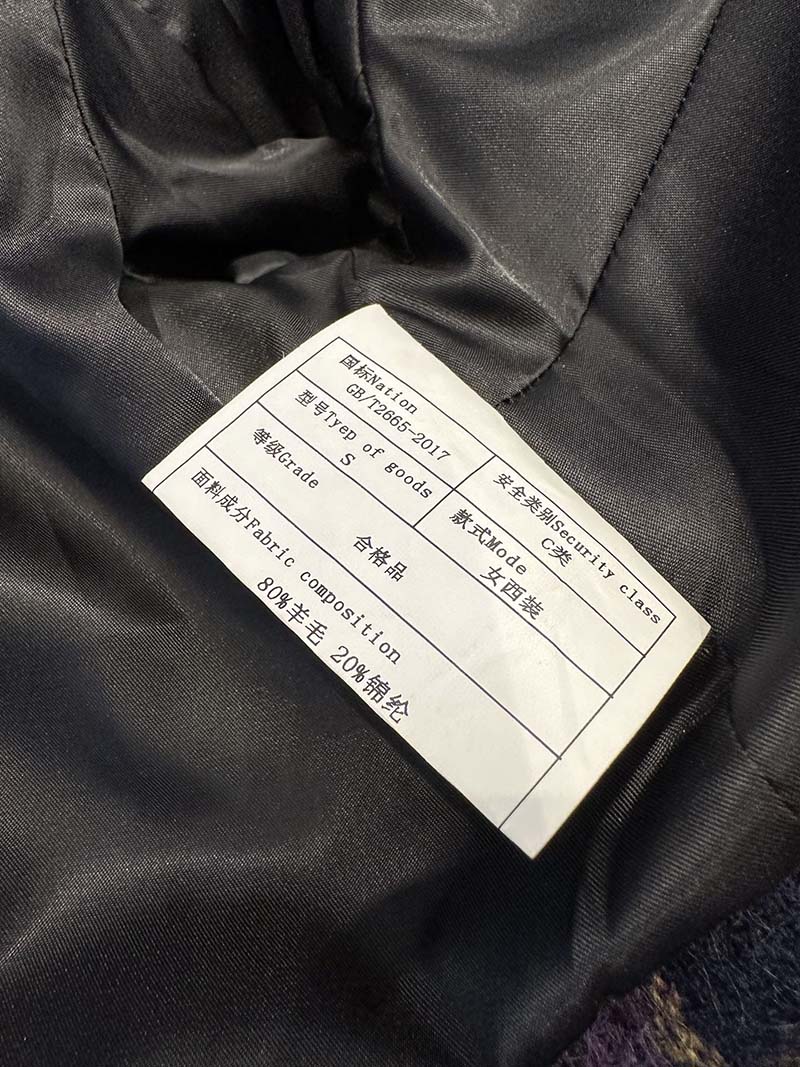 国标Nation
GB/T2665-2017
安全类别Security class
C类
型号Tyep of goods
S
款式Mode
女西装
等级Grade
合格品
面料成分Fabric composition
80%羊毛 20%锦纶